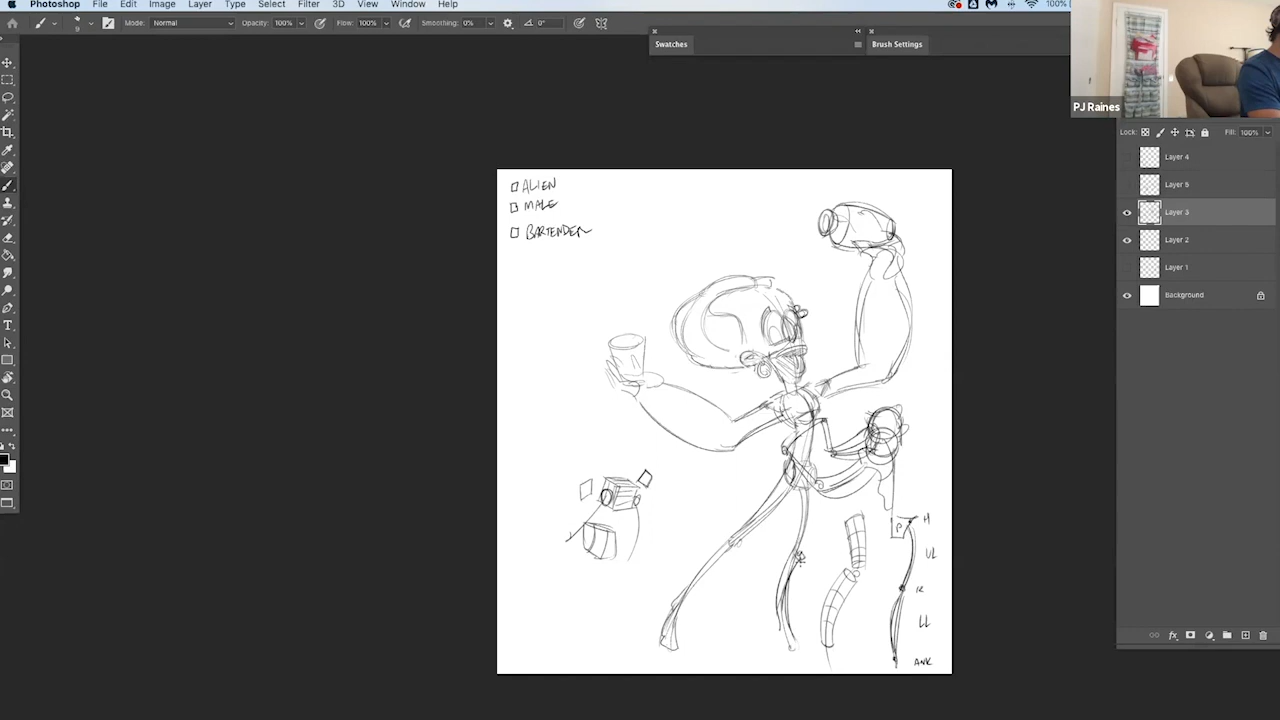 Photoshop File Edit Image Layer Type Select Filter 3D View Window Help 100%
Mode: Normal Opacity: 100% Flow: 100% Smoothing: 0% 0°
Swatches
Brush Settings
PJ Raines
Lock: Fill: 100%
Layer 4
Layer 5
Layer 3
Layer 2
Layer 1
Background
ALIEN
MALE
BARTENDER
P
H
UL
K
LL
ANK